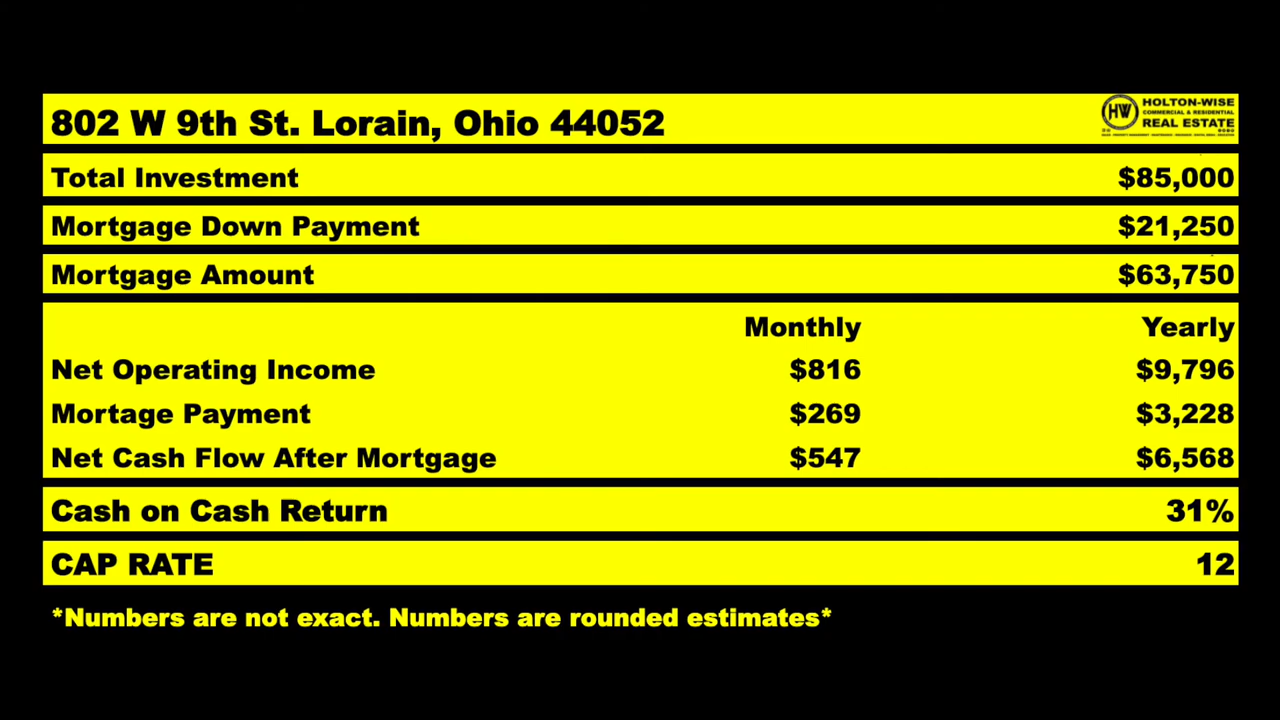 802 W 9th St. Lorain, Ohio 44052
HW
HOLTON-WISE
COMMERCIAL & RESIDENTIAL
REAL ESTATE
Total Investment $85,000
Mortgage Down Payment $21,250
Mortgage Amount $63,750
Monthly Yearly
Net Operating Income $816 $9,796
Mortage Payment $269 $3,228
Net Cash Flow After Mortgage $547 $6,568
Cash on Cash Return 31%
CAP RATE 12
*Numbers are not exact. Numbers are rounded estimates*